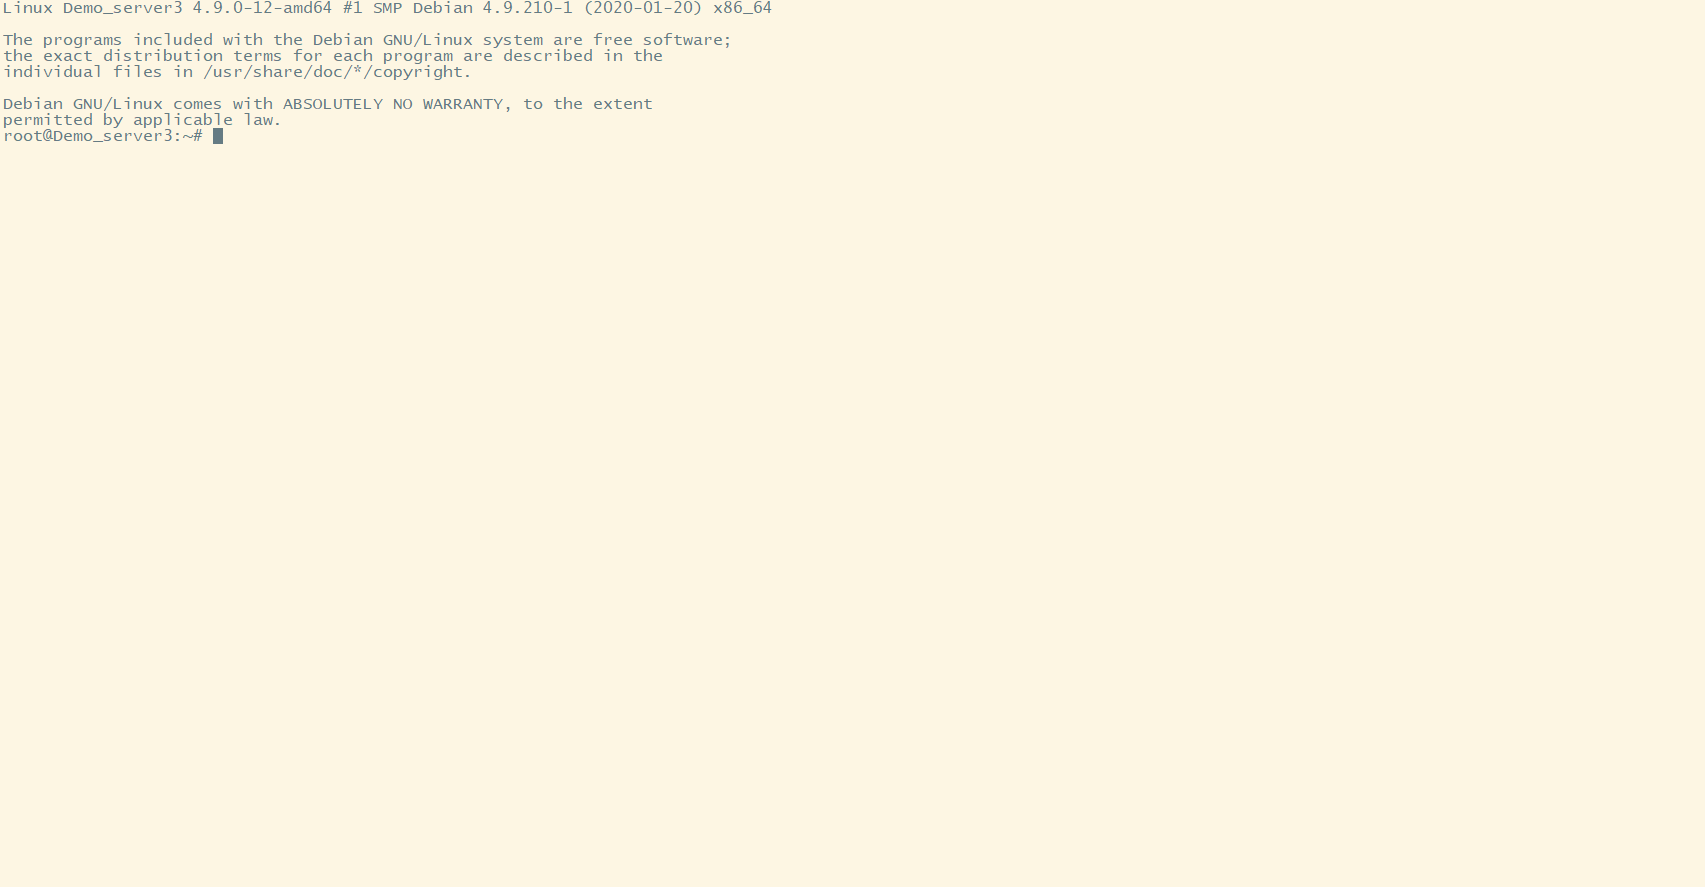 Linux Demo_server3 4.9.0-12-amd64 #1 SMP Debian 4.9.210-1 (2020-01-20) x86_64
The programs included with the Debian GNU/Linux system are free software;
the exact distribution terms for each program are described in the
individual files in /usr/share/doc/*/copyright.
Debian GNU/Linux comes with ABSOLUTELY NO WARRANTY, to the extent
permitted by applicable law.
root@Demo_server3:~#